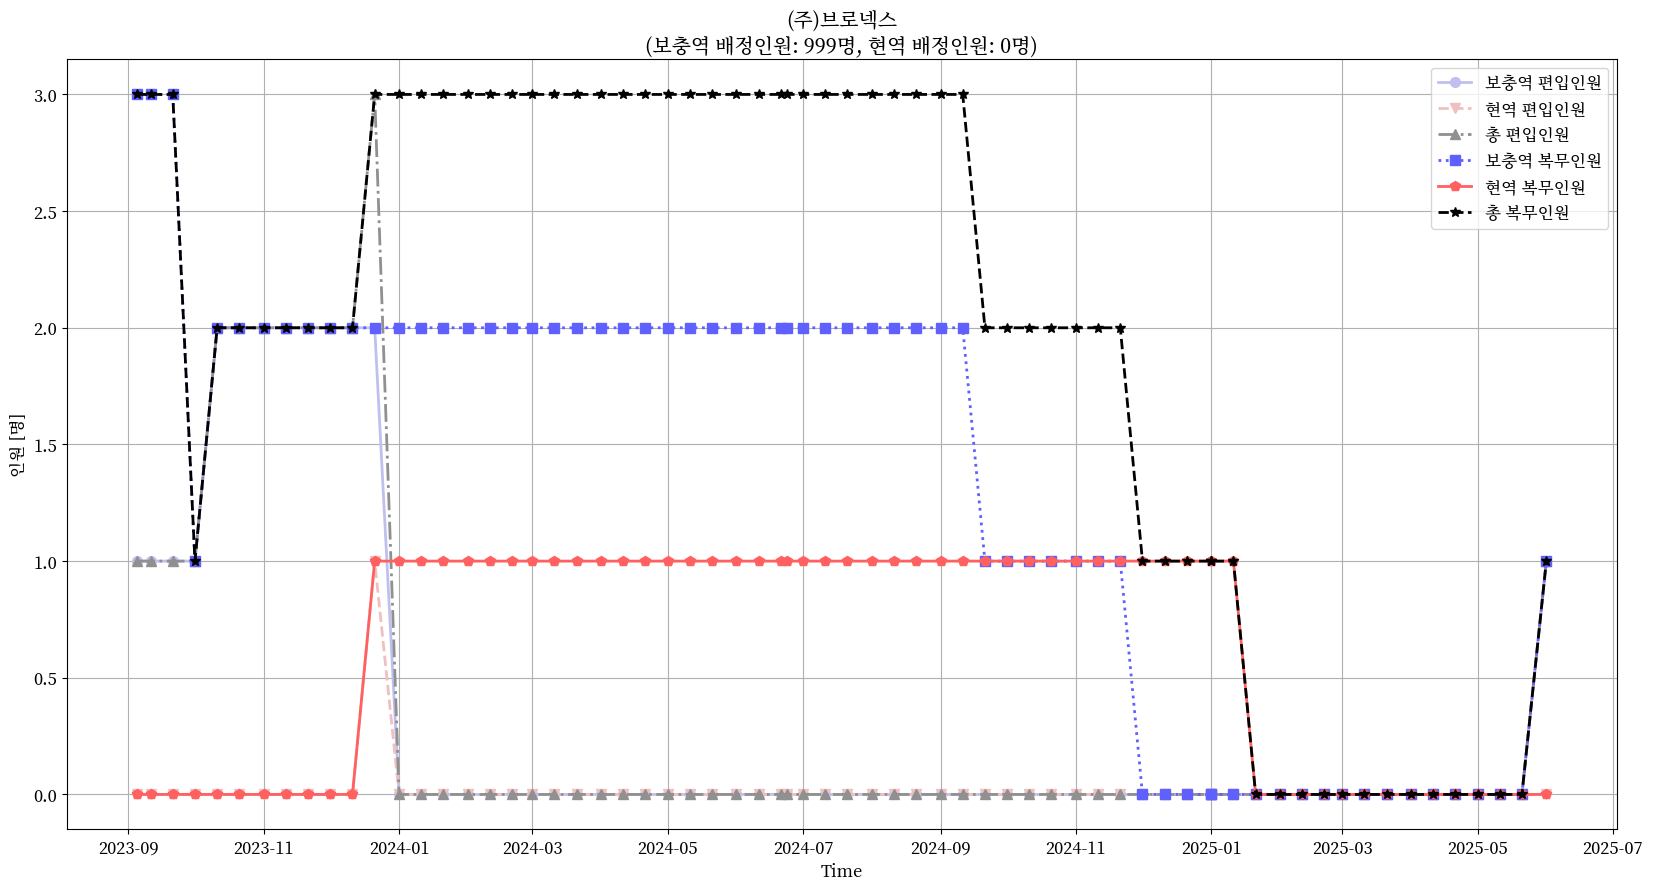 (주)브로넥스
(보충역 배정인원: 999명, 현역 배정인원: 0명)
보충역 편입인원
현역 편입인원
총 편입인원
보충역 복무인원
현역 복무인원
총 복무인원
3.0
2.5
2.0
1.5
1.0
0.5
0.0
인원 [명]
2023-09 2023-11 2024-01 2024-03 2024-05 2024-07 2024-09 2024-11 2025-01 2025-03 2025-05 2025-07
Time